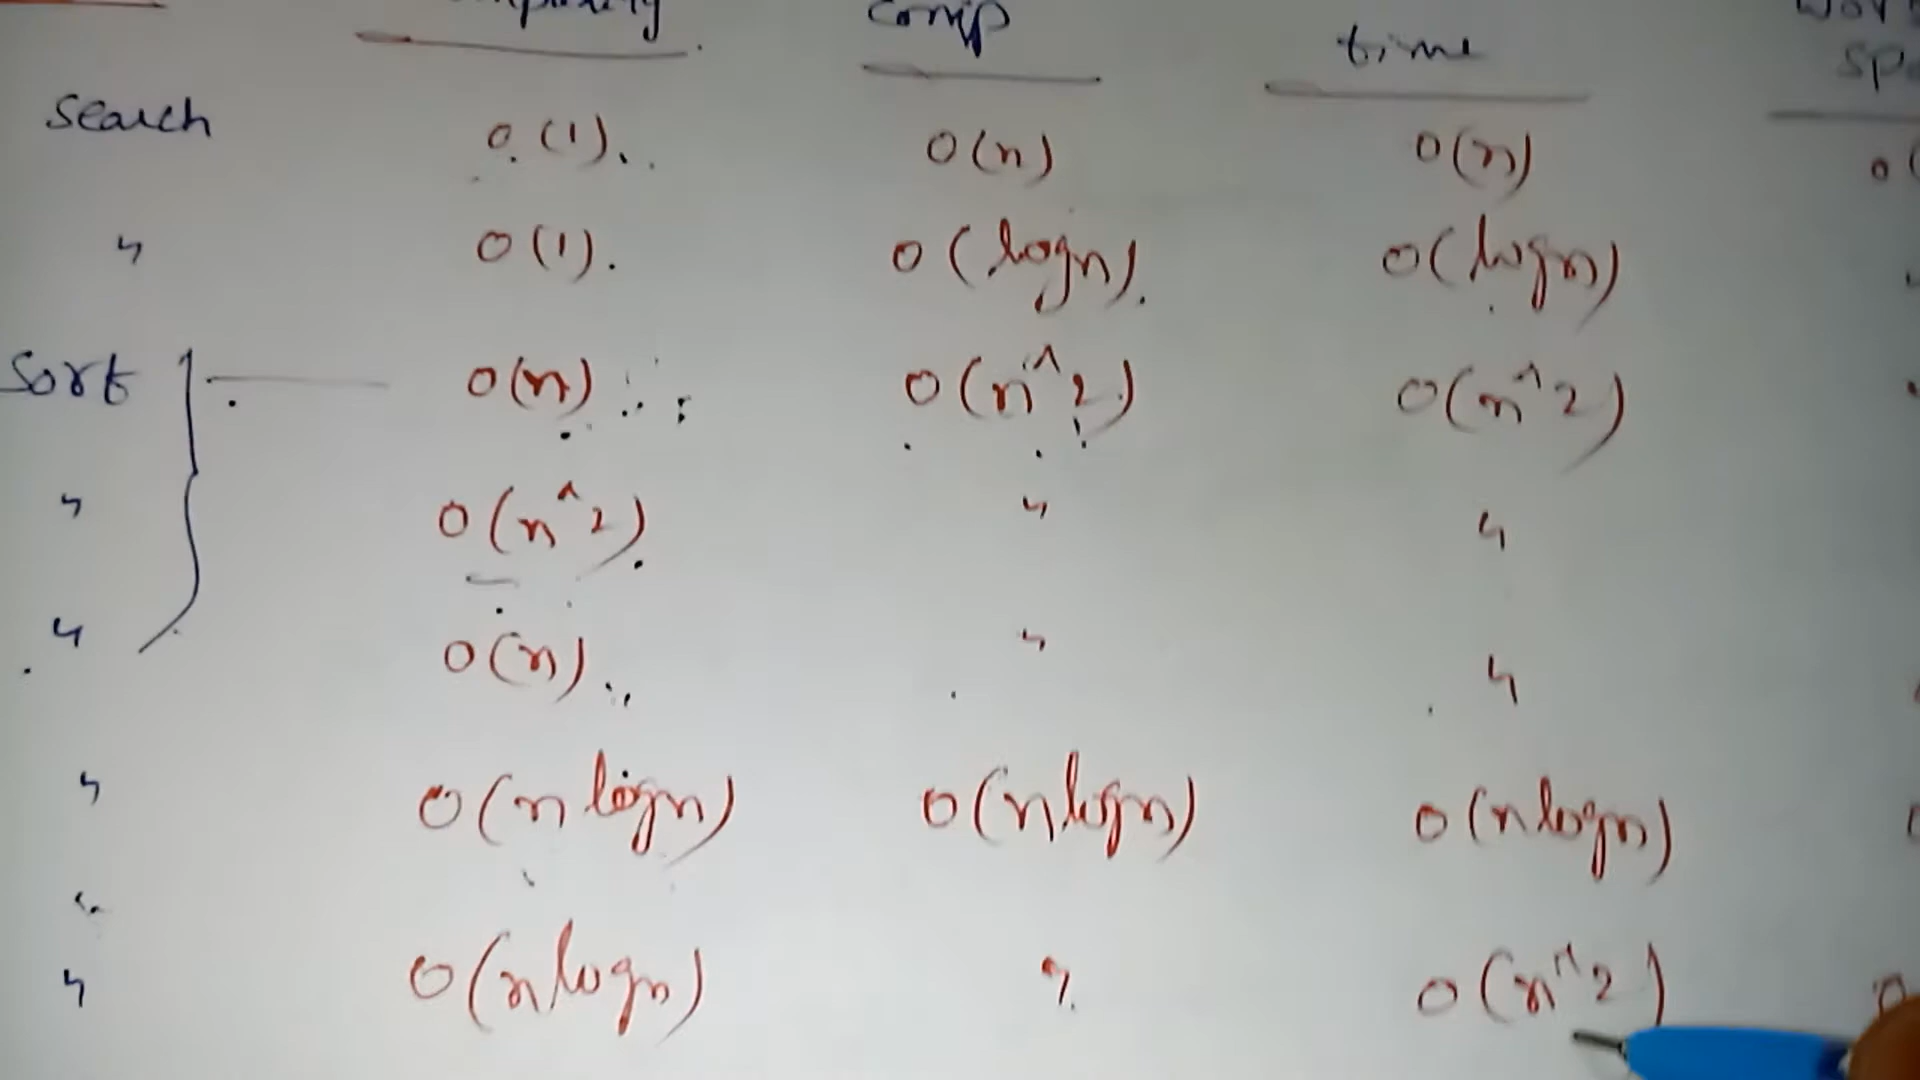 comp time
Search O(1). O(n) O(n)
" O(1). O(logn). O(logn)
Sort O(n) O(n^2) O(n^2)
" O(n^2) " "
" O(n) " "
" O(nlogn) O(nlogn) O(nlogn)
" O(nlogn) " O(n^2)